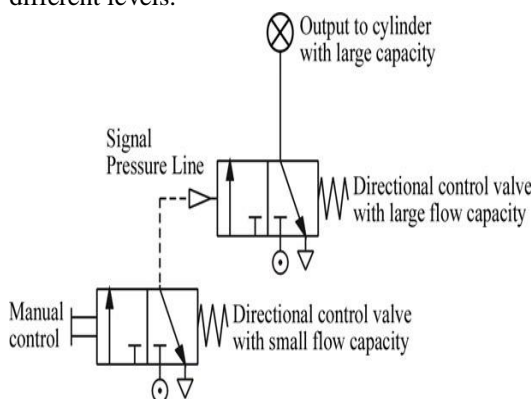 different levels.
Output to cylinder
with large capacity
Signal
Pressure Line
Directional control valve
with large flow capacity
Manual
control
Directional control valve
with small flow capacity